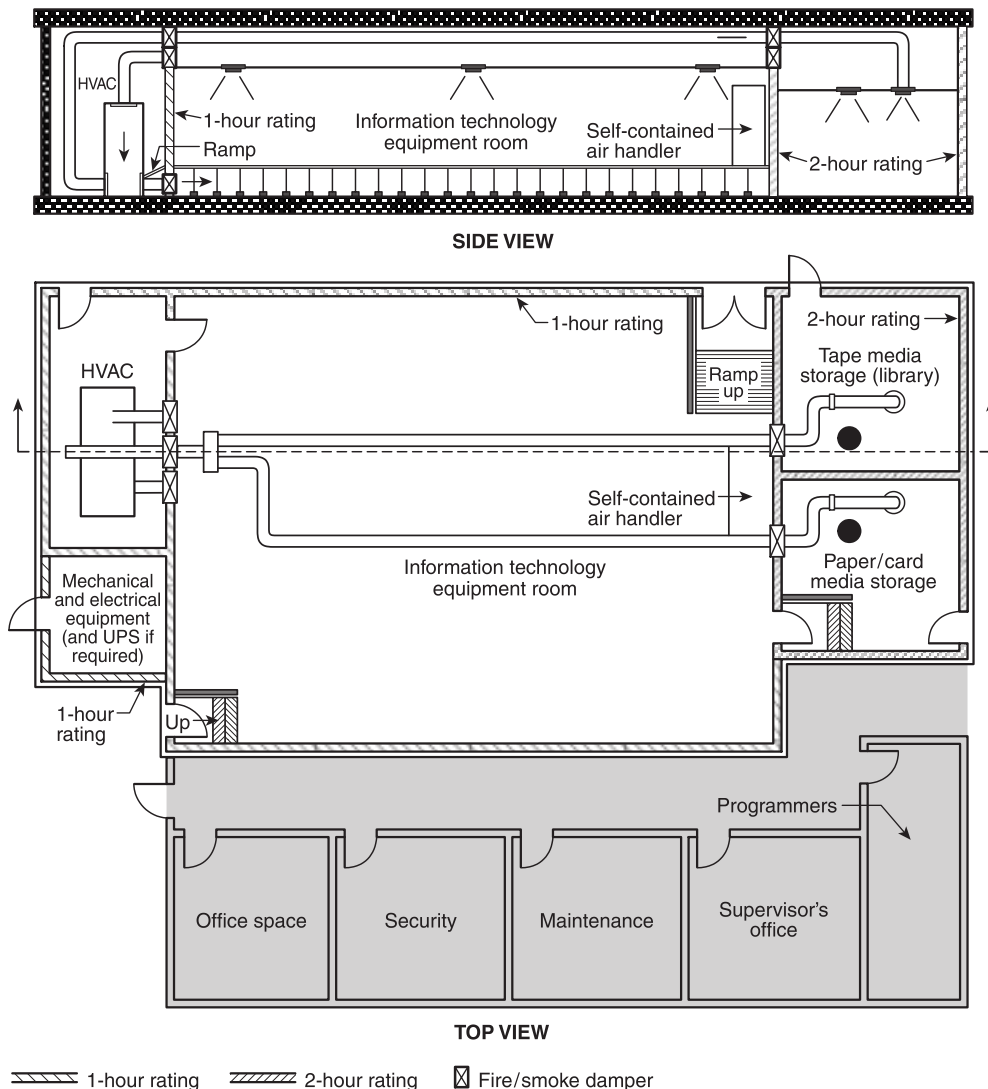 HVAC
1-hour rating
Ramp
Information technology
equipment room
Self-contained
air handler
2-hour rating
SIDE VIEW
1-hour rating
2-hour rating
HVAC
Ramp
up
Tape media
storage (library)
Self-contained
air handler
Information technology
equipment room
Paper/card
media storage
Mechanical
and electrical
equipment
(and UPS if
required)
1-hour
rating
Up
Programmers
Office space
Security
Maintenance
Supervisor's
office
TOP VIEW
1-hour rating
2-hour rating
Fire/smoke damper